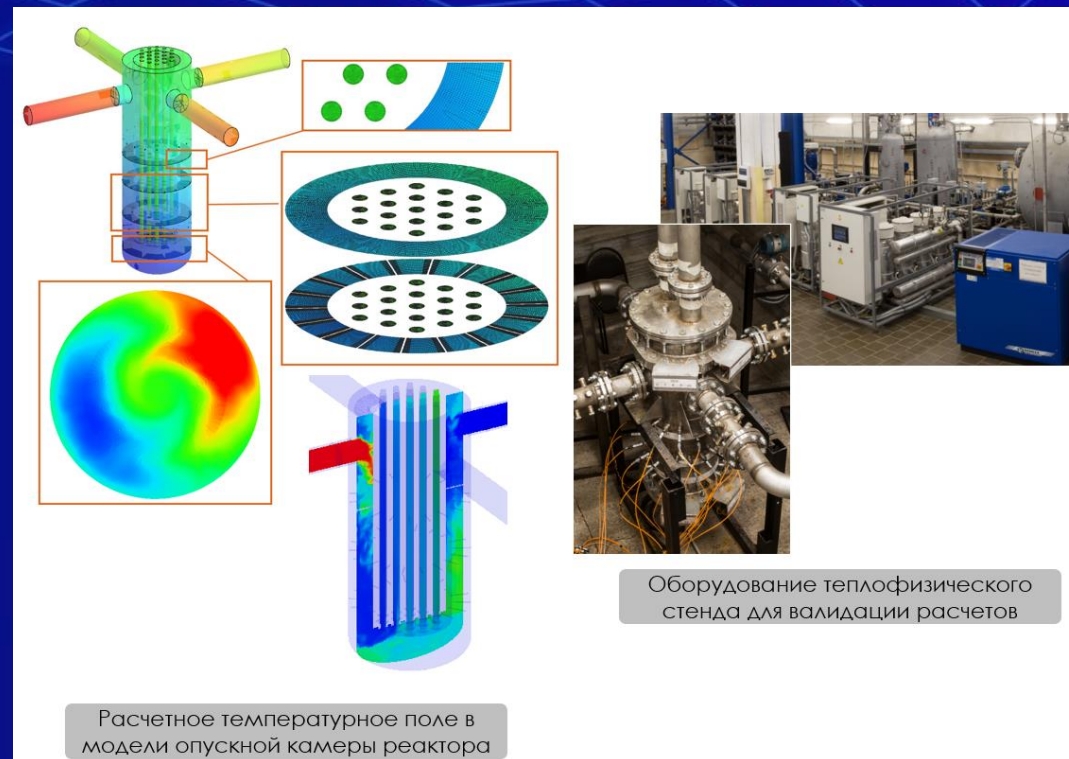 Оборудование теплофизического
стенда для валидации расчетов
Расчетное температурное поле в
модели опускной камеры реактора